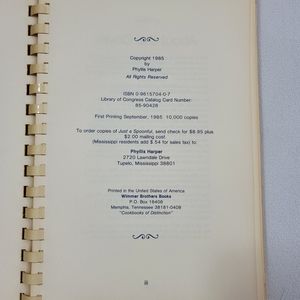 Copyright 1985
by
Phyllis Harper
All Rights Reserved
ISBN 0-9615704-0-7
Library of Congress Catalog Card Number:
85-90428
First Printing September, 1985 10,000 copies
To order copies of Just a Spoonful, send check for $8.95 plus
$2.00 mailing cost
(Mississippi residents add $.54 for sales tax) to:
Phyllis Harper
2720 Lawndale Drive
Tupelo, Mississippi 38801
Printed in the United States of America
Wimmer Brothers Books
P.O. Box 18408
Memphis, Tennessee 38181-0408
"Cookbooks of Distinction"
iii